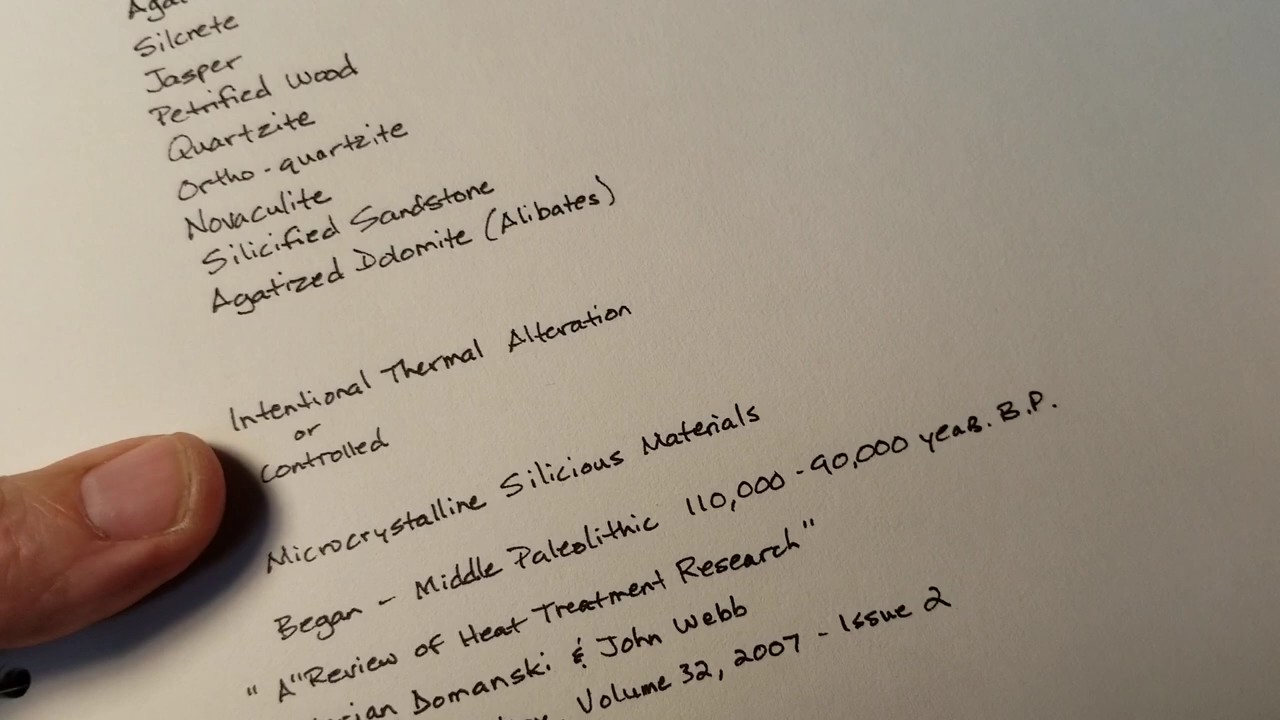 Silcrete
Jasper
Petrified Wood
Quartzite
Ortho-quartzite
Novaculite
Silicified Sandstone
Agatized Dolomite (Alibates)
Intentional Thermal Alteration
or
Controlled
Microcrystalline Silicious Materials
Began - Middle Paleolithic 110,000 - 90,000 years. B.P.
" A "Review of Heat Treatment Research"
Domanski & John Webb
Volume 32, 2007 - Issue 2